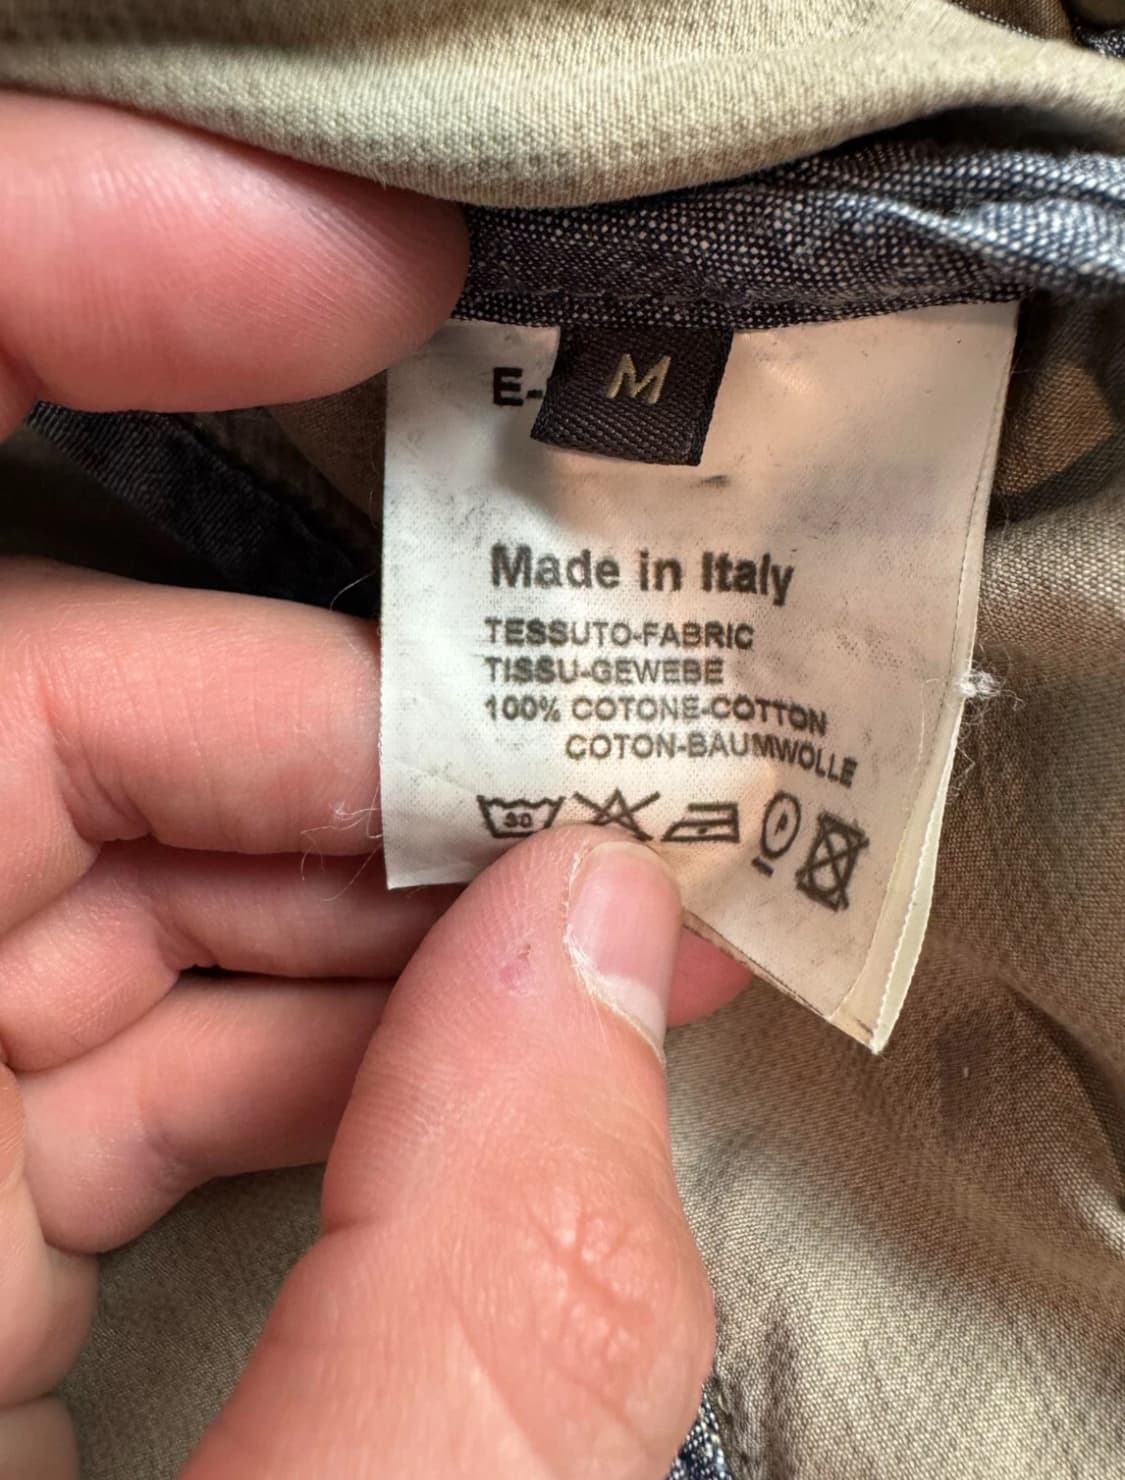 E- M
Made in Italy
TESSUTO-FABRIC
TISSU-GEWEBE
100% COTONE-COTTON
COTON-BAUMWOLLE
30 P